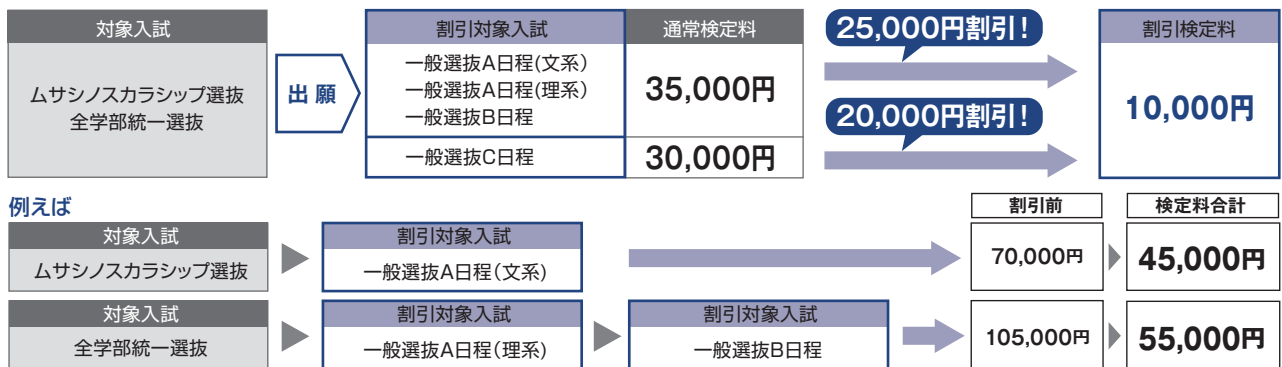 対象入試
ムサシノスカラシップ選抜
全学部統一選抜
出 願
割引対象入試
通常検定料
一般選抜A日程(文系)
一般選抜A日程(理系)
一般選抜B日程
35,000円
一般選抜C日程
30,000円
25,000円割引!
20,000円割引!
割引検定料
10,000円
例えば
割引前
検定料合計
対象入試
ムサシノスカラシップ選抜
割引対象入試
一般選抜A日程(文系)
70,000円
45,000円
対象入試
全学部統一選抜
割引対象入試
一般選抜A日程(理系)
割引対象入試
一般選抜B日程
105,000円
55,000円